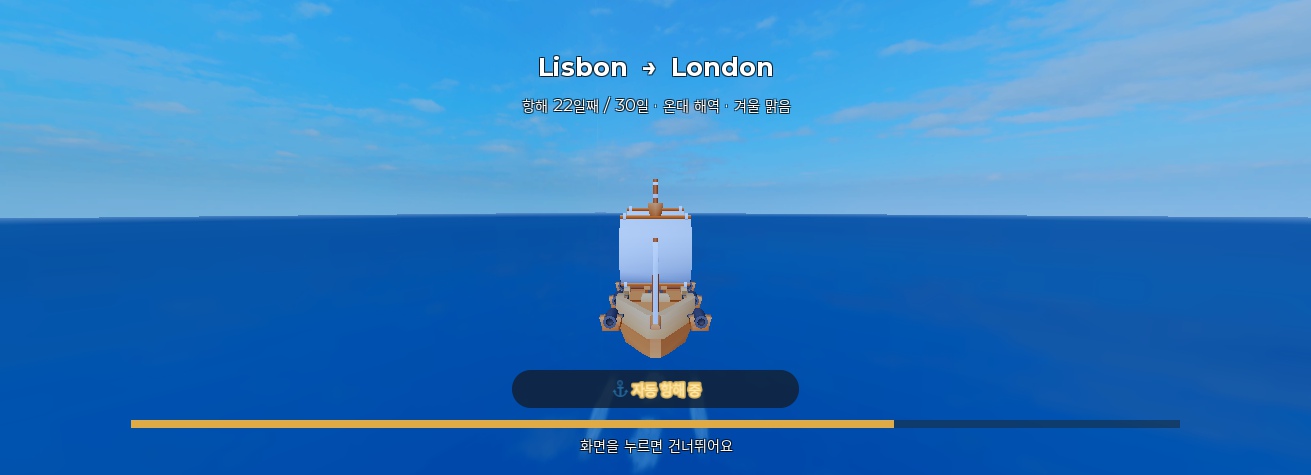 Lisbon → London
항해 22일째 / 30일 · 온대 해역 · 겨울 맑음
⚓ 자동 항해 중
화면을 누르면 건너뛰어요